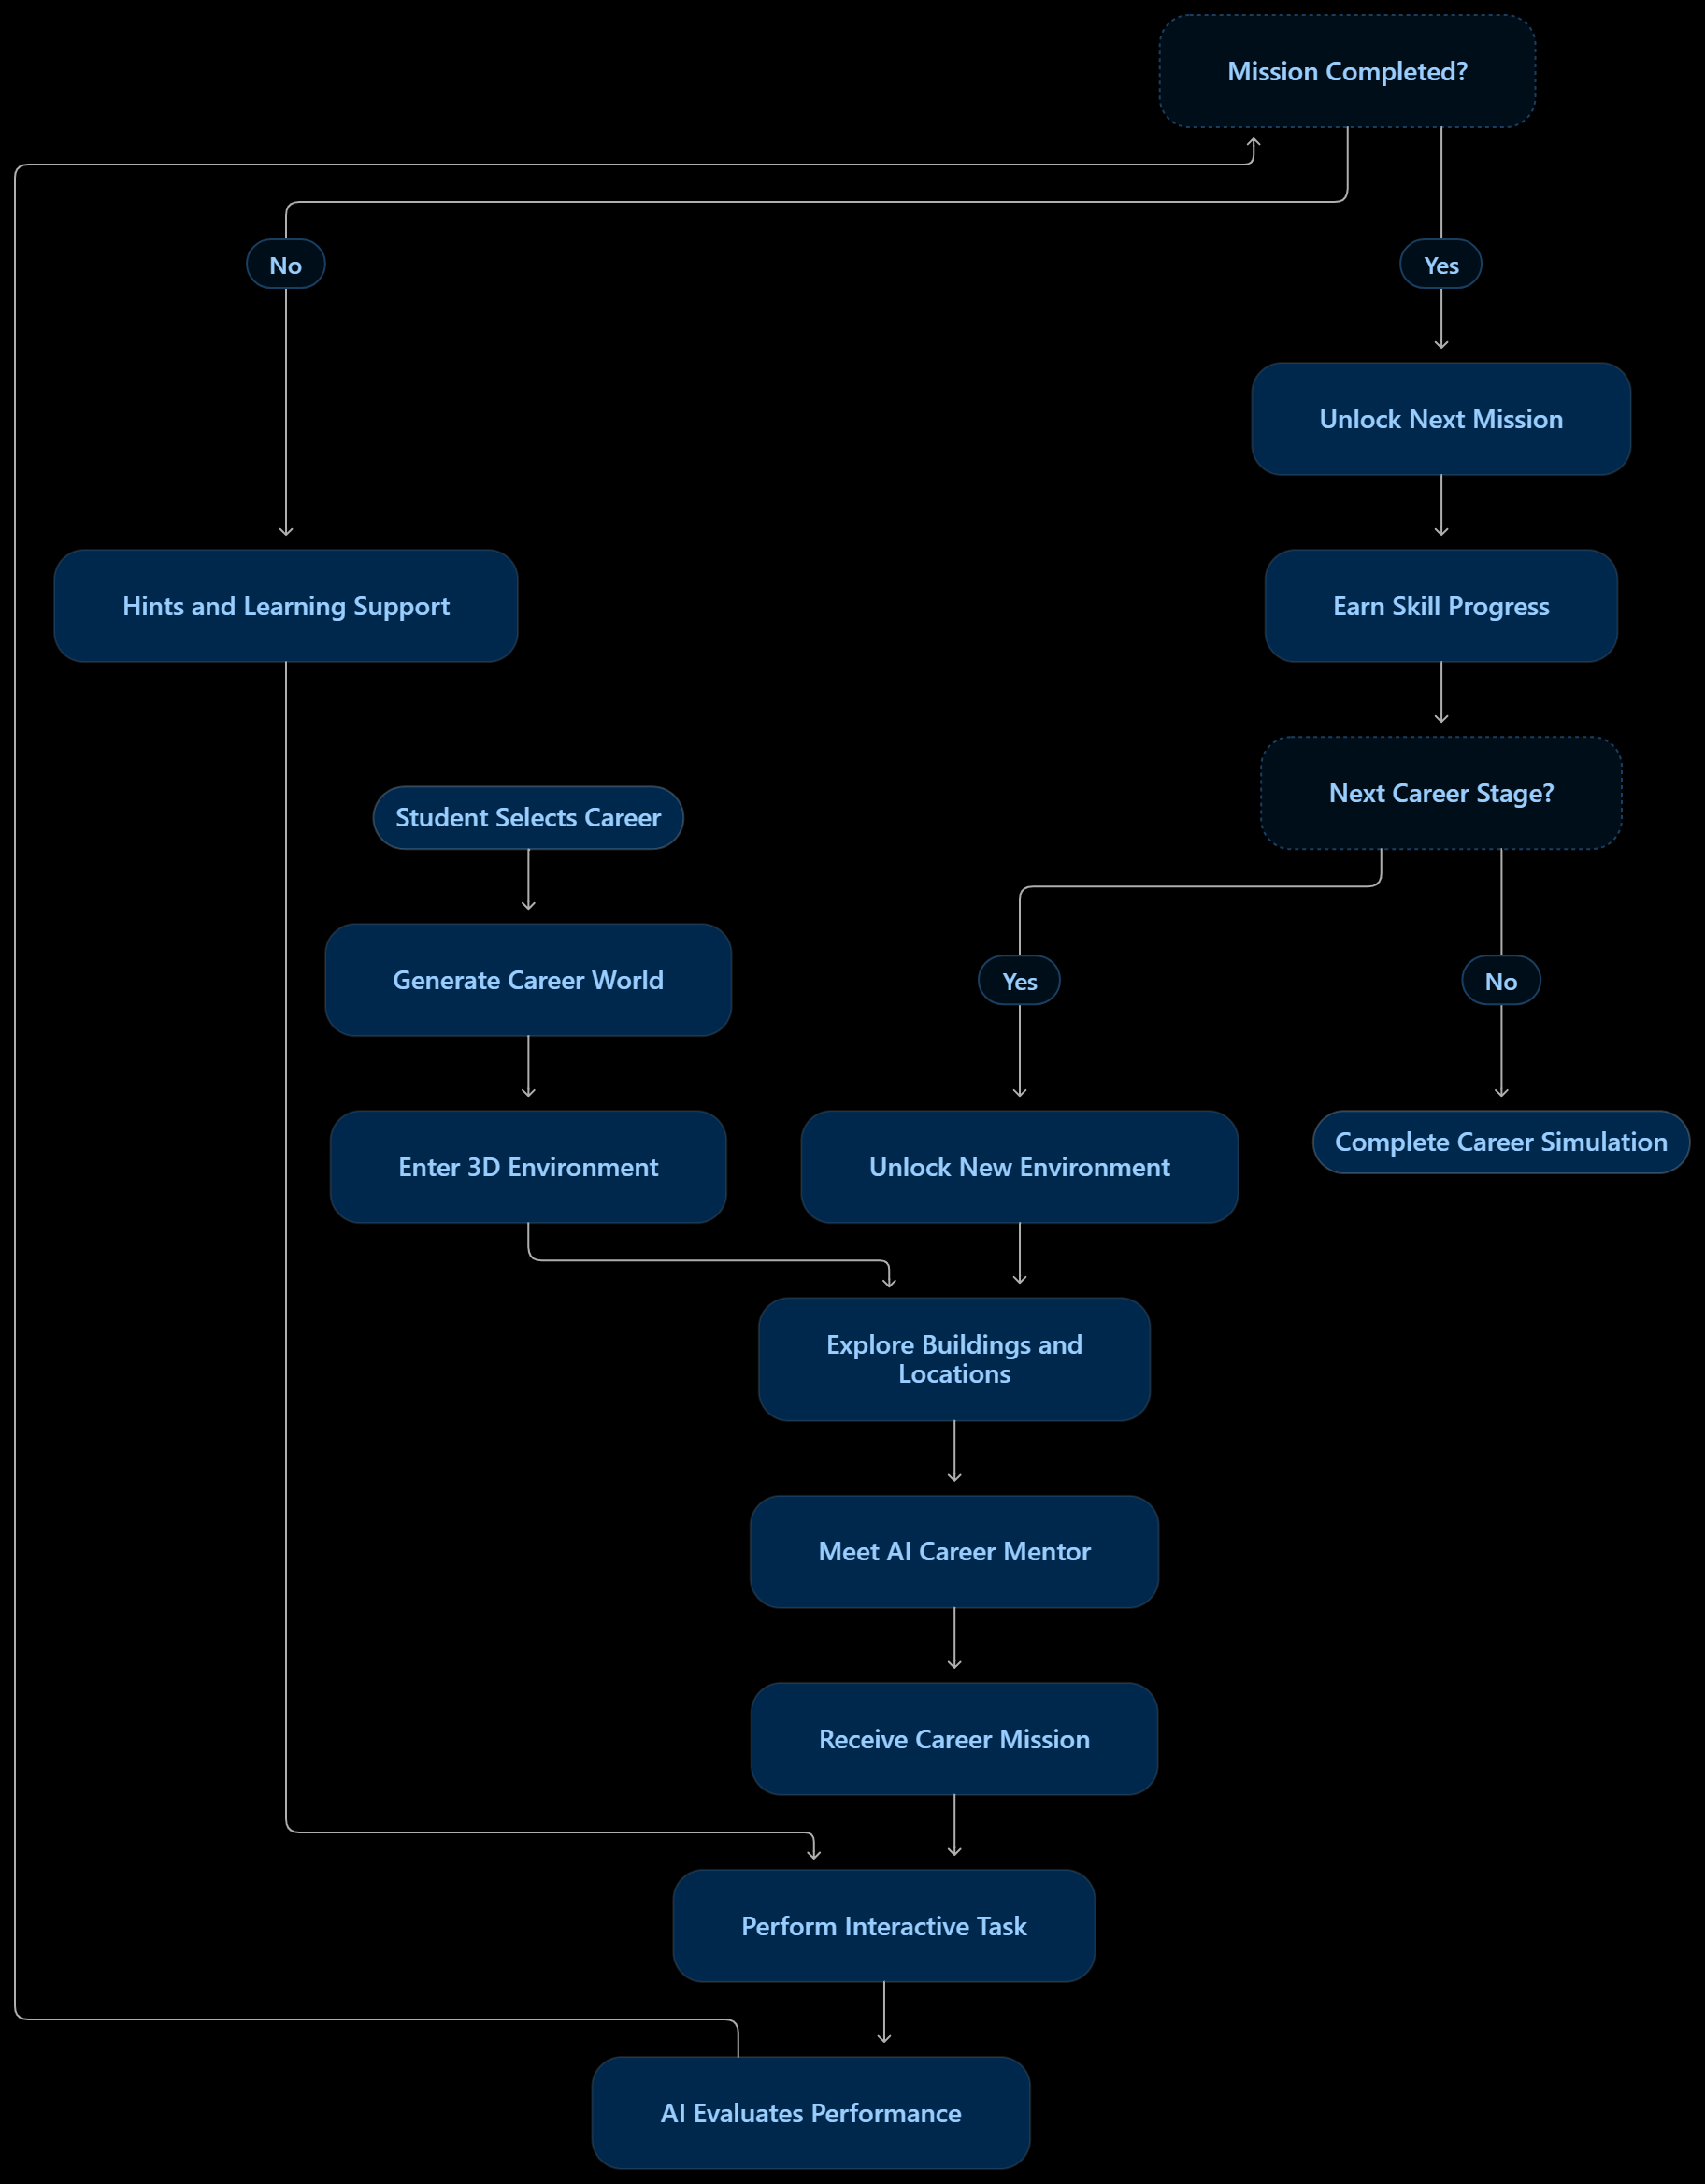 Mission Completed?
No
Yes
Unlock Next Mission
Hints and Learning Support
Earn Skill Progress
Next Career Stage?
Student Selects Career
Generate Career World
Yes
No
Enter 3D Environment
Unlock New Environment
Complete Career Simulation
Explore Buildings and
Locations
Meet AI Career Mentor
Receive Career Mission
Perform Interactive Task
AI Evaluates Performance